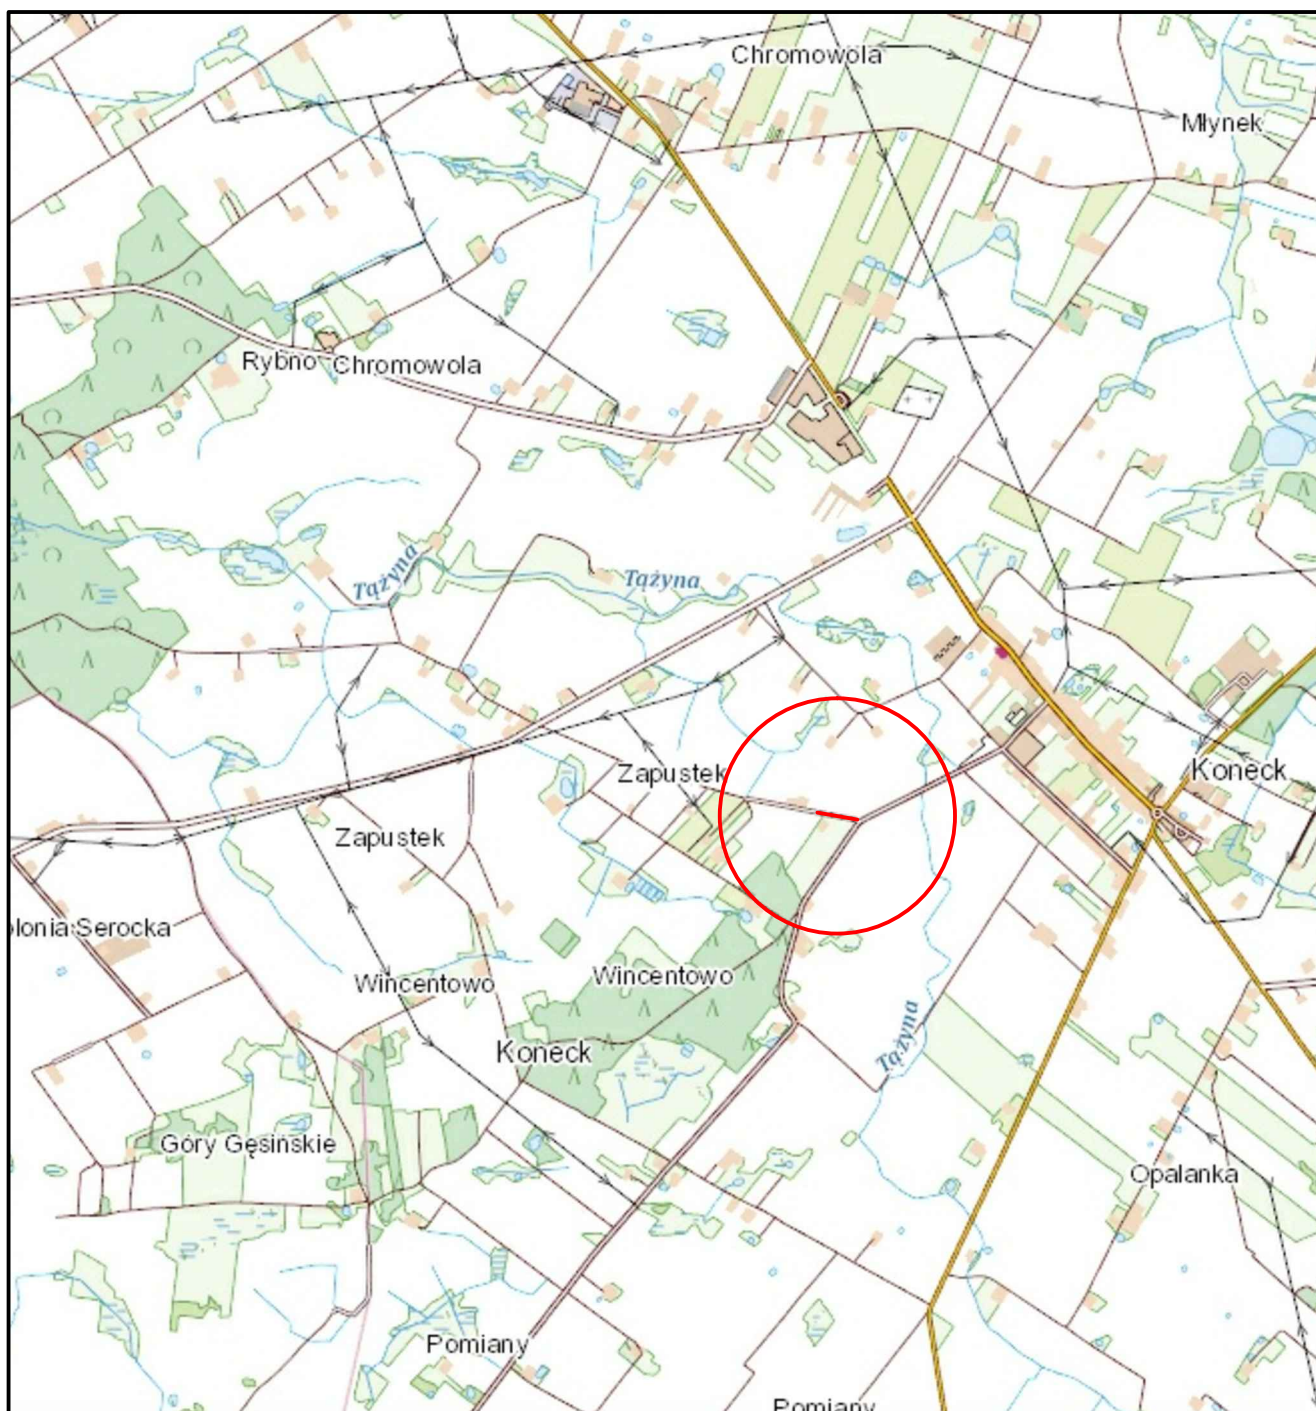 Chromowola
Młynek
Rybno
Chromowola
Tążyna
Tążyna
Zapustek
Koneck
Zapustek
olonia Serocka
Wincentowo
Wincentowo
Tążyna
Koneck
Góry Gęsińskie
Opalanka
Pomiany
Pomiany